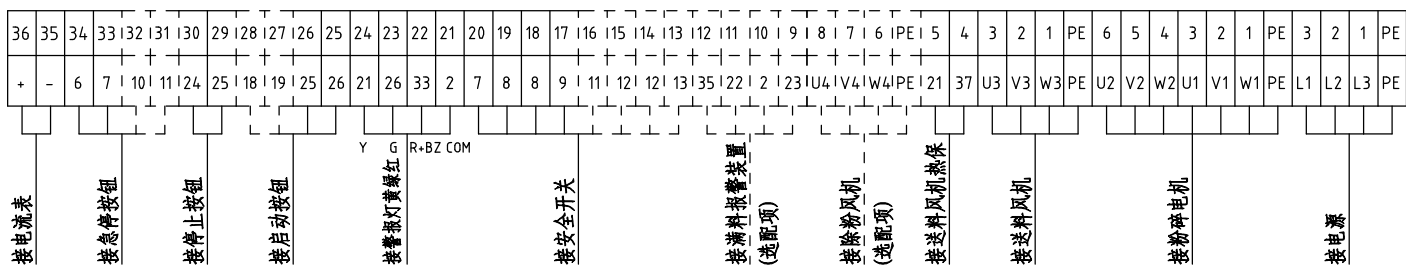 36 35 34 33 32 31 30 29 28 27 26 25 24 23 22 21 20 19 18 17 16 15 14 13 12 11 10 9 8 7 6 PE 5 4 3 2 1 PE 6 5 4 3 2 1 PE 3 2 1 PE
+ - 6 7 10 11 24 25 18 19 25 26 21 26 33 2 7 8 8 9 11 12 12 13 35 22 2 23 U4 V4 W4 PE 21 37 U3 V3 W3 PE U2 V2 W2 U1 V1 W1 PE L1 L2 L3 PE
Y G R+BZ COM
接电流表
接急停按钮
接停止按钮
接启动按钮
接警报灯黄绿红
接安全开关
接满料报警装置
(选配项)
接除粉风机
(选配项)
接送料风机热保
接送料风机
接粉碎电机
接电源